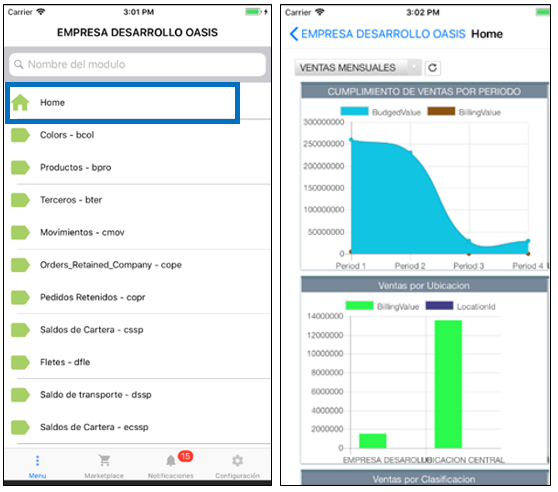 Carrier 3:01 PM
EMPRESA DESARROLLO OASIS
Nombre del modulo
Home
Colors - bcol
Productos - bpro
Terceros - bter
Movimientos - cmov
Orders_Retained_Company - cope
Pedidos Retenidos - copr
Saldos de Cartera - cssp
Fletes - dfle
Saldo de transporte - dssp
Saldos de Cartera - ecssp
15
Menu Marketplace Notificaciones Configuración
Carrier 3:02 PM
EMPRESA DESARROLLO OASIS Home
VENTAS MENSUALES
CUMPLIMIENTO DE VENTAS POR PERIODO
BudgedValue BillingValue
300000000
250000000
200000000
150000000
100000000
50000000
0
Period 1 Period 2 Period 3 Period 4
Ventas por Ubicacion
BillingValue LocationId
14000000
12000000
10000000
8000000
6000000
4000000
2000000
0
EMPRESA DESAROLLO UBICACION CENTRAL
Ventas por Clasificacion